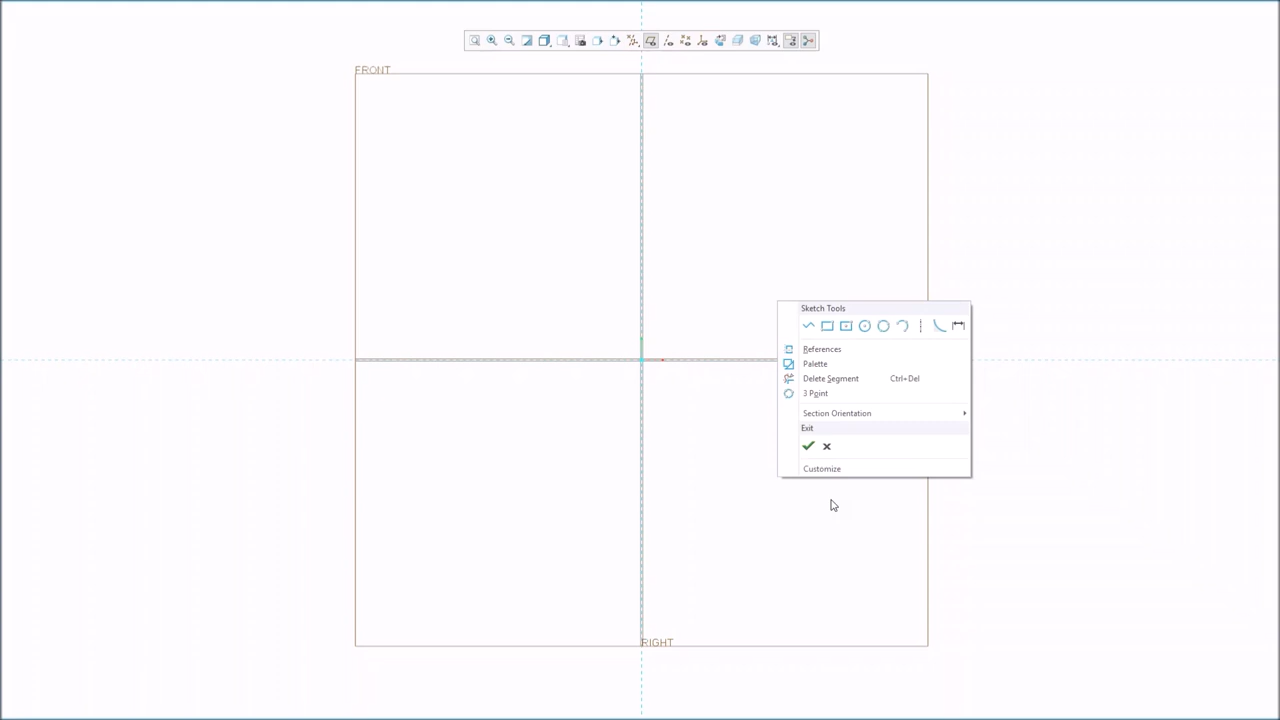 FRONT
Sketch Tools
References
Palette
Delete Segment Ctrl+Del
3 Point
Section Orientation
Exit
Customize
RIGHT